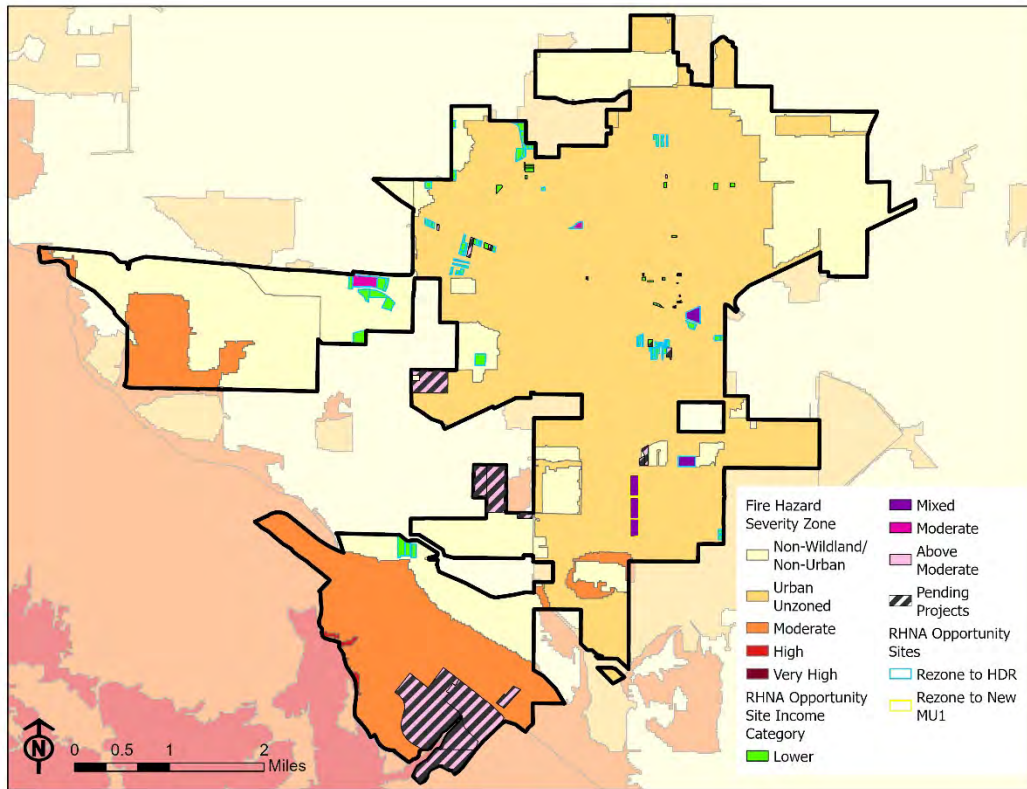 Fire Hazard
Severity Zone
Non-Wildland/
Non-Urban
Urban
Unzoned
Moderate
High
Very High
RHNA Opportunity
Site Income
Category
Lower
Mixed
Moderate
Above
Moderate
Pending
Projects
RHNA Opportunity
Sites
Rezone to HDR
Rezone to New
MU1
N
0 0.5 1 2
Miles